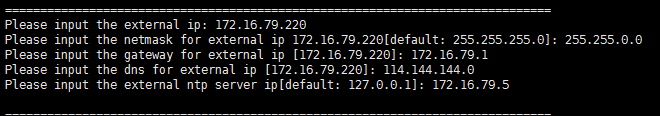 Please input the external ip: 172.16.79.220
Please input the netmask for external ip 172.16.79.220[default: 255.255.255.0]: 255.255.0.0
Please input the gateway for external ip [172.16.79.220]: 172.16.79.1
Please input the dns for external ip [172.16.79.220]: 114.144.144.0
Please input the external ntp server ip[default: 127.0.0.1]: 172.16.79.5